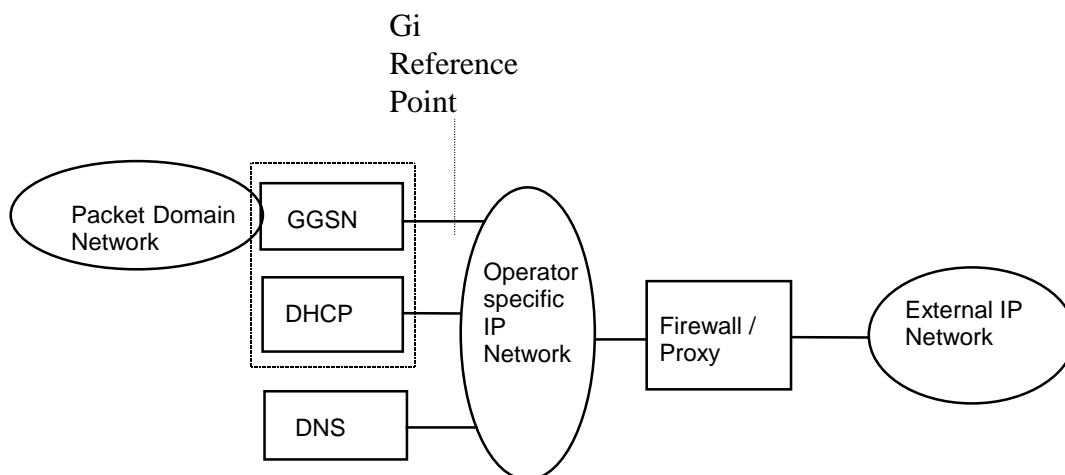 Gi
Reference
Point
Packet Domain
Network
GGSN
DHCP
DNS
Operator
specific
IP
Network
Firewall /
Proxy
External IP
Network